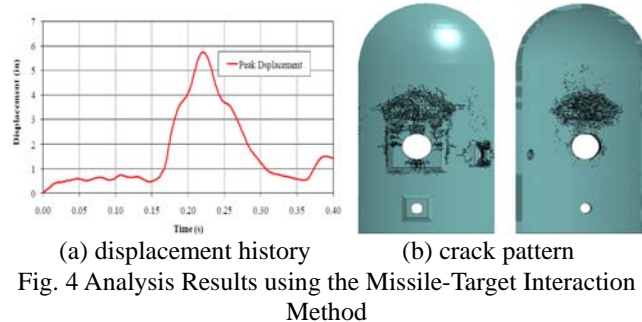 7
6
5
4
3
2
1
0
Displacement (in)
Peak Displacement
0.00 0.05 0.10 0.15 0.20 0.25 0.30 0.35 0.40
Time (s)
(a) displacement history (b) crack pattern
Fig. 4 Analysis Results using the Missile-Target Interaction
Method